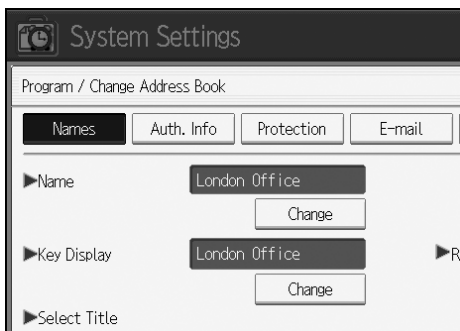 System Settings
Program / Change Address Book
Names Auth. Info Protection E-mail
▶Name London Office
Change
▶Key Display London Office ▶R
Change
▶Select Title